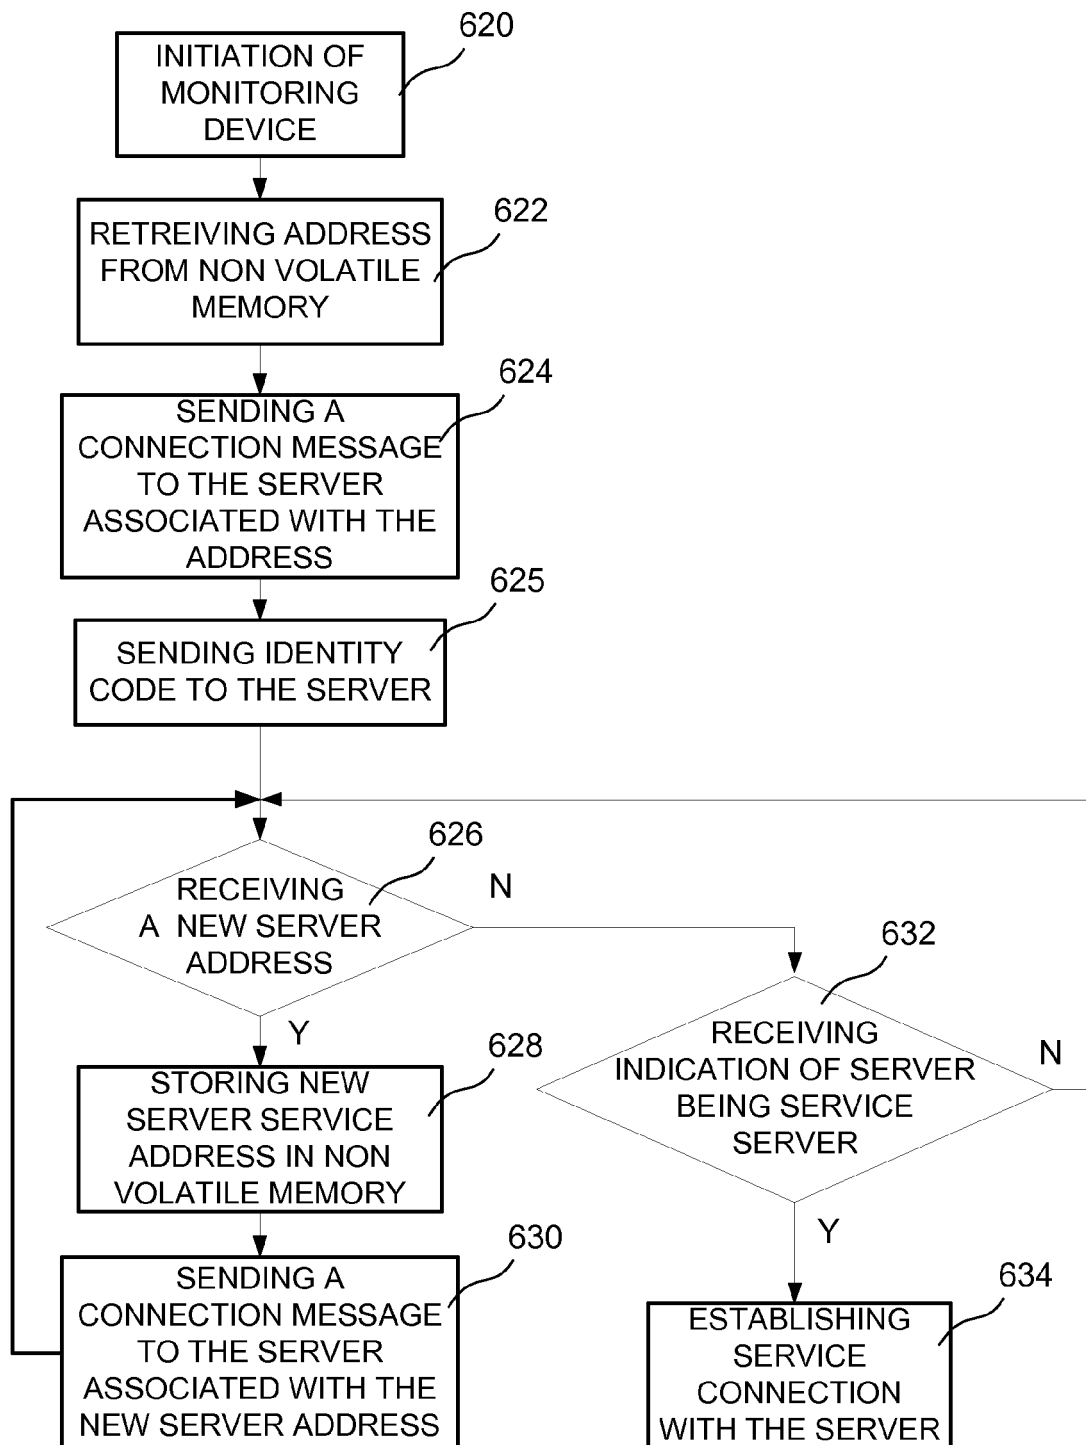 620
INITIATION OF
MONITORING
DEVICE
622
RETREIVING ADDRESS
FROM NON VOLATILE
MEMORY
624
SENDING A
CONNECTION MESSAGE
TO THE SERVER
ASSOCIATED WITH THE
ADDRESS
625
SENDING IDENTITY
CODE TO THE SERVER
626
RECEIVING
A NEW SERVER
ADDRESS
N
Y
632
RECEIVING
INDICATION OF SERVER
BEING SERVICE
SERVER
N
Y
628
STORING NEW
SERVER SERVICE
ADDRESS IN NON
VOLATILE MEMORY
630
SENDING A
CONNECTION MESSAGE
TO THE SERVER
ASSOCIATED WITH THE
NEW SERVER ADDRESS
634
ESTABLISHING
SERVICE
CONNECTION
WITH THE SERVER